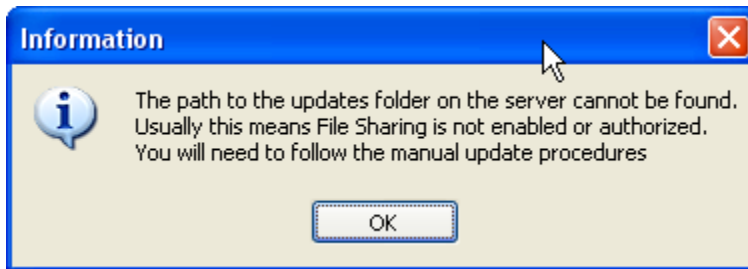 Information
The path to the updates folder on the server cannot be found.
Usually this means File Sharing is not enabled or authorized.
You will need to follow the manual update procedures
OK